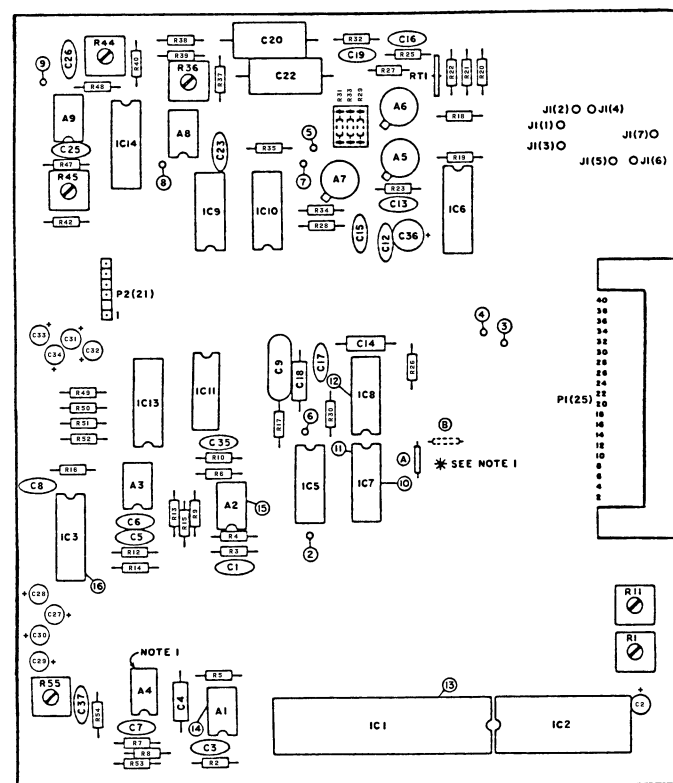 R44
R38
C20
R32
C16
C26
R40
R39
C19
R25
9
R36
R37
C22
R27
RT1
R22
R21
R20
R48
R31
R33
R29
A6
A9
IC14
A8
R18
J1(2)
J1(4)
5
J1(1)
J1(7)
C25
C23
R35
J1(3)
R47
8
7
A5
R19
J1(5)
J1(6)
R45
A7
R23
IC9
IC10
C13
IC6
R34
R42
R28
C15
C12
C36
+
P2(21)
1
40
38
36
34
32
30
28
26
24
22
20
18
16
14
12
10
8
6
4
2
P1(25)
4
3
C33
+
C31
+
C34
+
C32
+
C14
C9
C18
C17
R26
IC13
IC11
12
IC8
R49
R50
R51
R52
R17
6
R30
C35
B
R10
11
R16
R6
A
* SEE NOTE 1
C8
A3
IC5
IC7
10
A2
15
R13
R15
R9
IC3
C6
C5
R4
2
R12
R3
R14
C1
16
+
C28
C27
+
R11
+
C30
R1
NOTE 1
C29
+
R55
R5
13
A4
C37
R54
C4
A1
+
C2
IC1
IC2
C7
14
R7
C3
R8
R53
R2